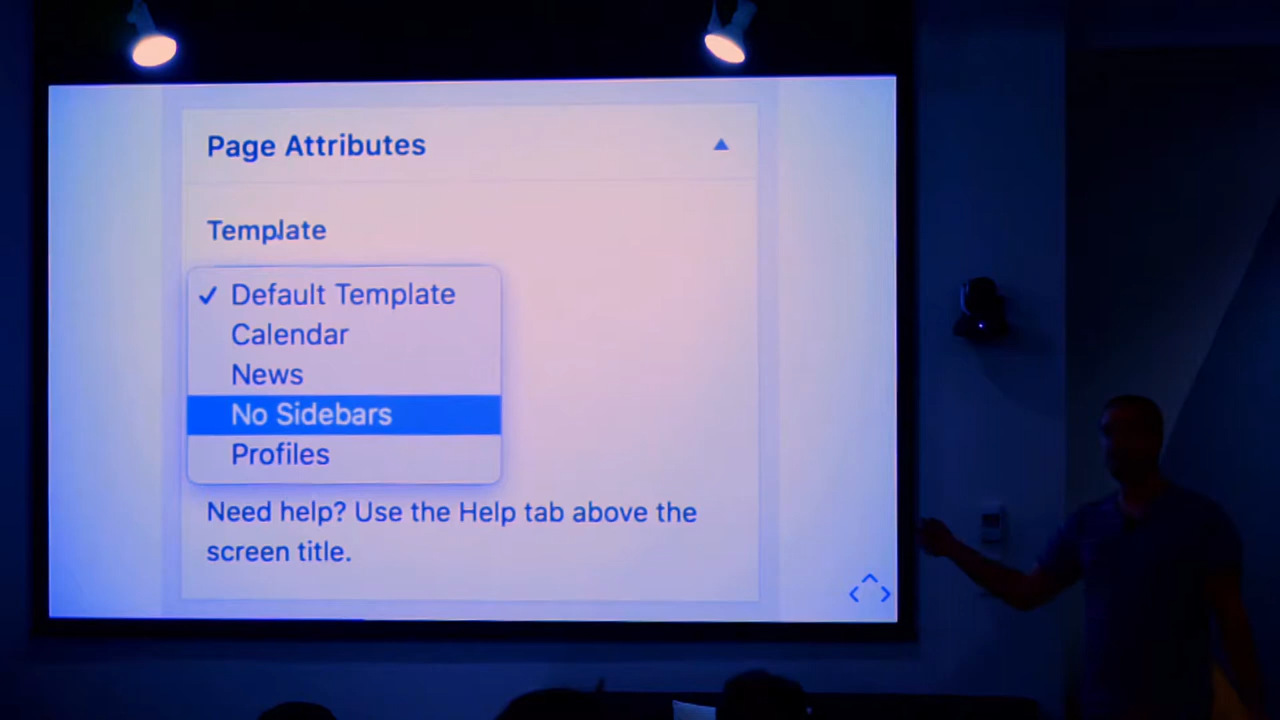 Page Attributes
Template
Default Template
Calendar
News
No Sidebars
Profiles
Need help? Use the Help tab above the
screen title.